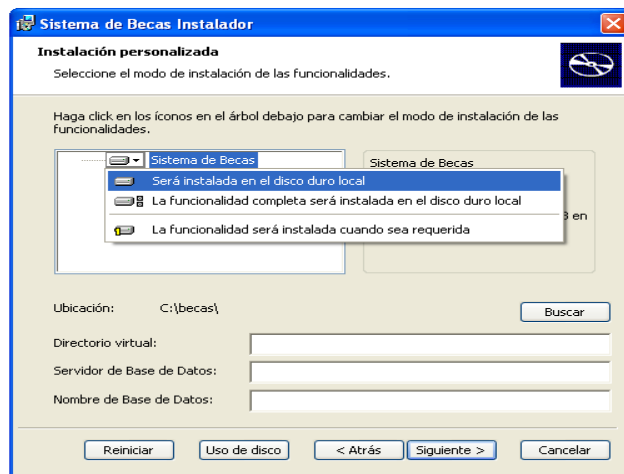 Sistema de Becas Instalador
Instalación personalizada
Seleccione el modo de instalación de las funcionalidades.
Haga click en los íconos en el árbol debajo para cambiar el modo de instalación de las
funcionalidades.
Sistema de Becas
Sistema de Becas
Será instalada en el disco duro local
La funcionalidad completa será instalada en el disco duro local
en
La funcionalidad será instalada cuando sea requerida
Ubicación: C:\becas\
Buscar
Directorio virtual:
Servidor de Base de Datos:
Nombre de Base de Datos:
Reiniciar Uso de disco < Atrás Siguiente > Cancelar